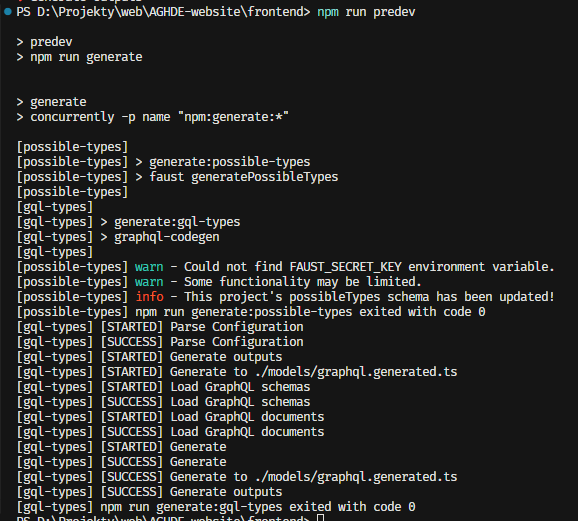 PS D:\Projekty\web\AGHDE-website\frontend> npm run predev
> predev
> npm run generate
> generate
> concurrently -p name "npm:generate:*"
[possible-types]
[possible-types] > generate:possible-types
[possible-types] > faust generatePossibleTypes
[possible-types]
[gql-types]
[gql-types] > generate:gql-types
[gql-types] > graphql-codegen
[gql-types]
[possible-types] warn - Could not find FAUST_SECRET_KEY environment variable.
[possible-types] warn - Some functionality may be limited.
[possible-types] info - This project's possibleTypes schema has been updated!
[possible-types] npm run generate:possible-types exited with code 0
[gql-types] [STARTED] Parse Configuration
[gql-types] [SUCCESS] Parse Configuration
[gql-types] [STARTED] Generate outputs
[gql-types] [STARTED] Generate to ./models/graphql.generated.ts
[gql-types] [STARTED] Load GraphQL schemas
[gql-types] [SUCCESS] Load GraphQL schemas
[gql-types] [STARTED] Load GraphQL documents
[gql-types] [SUCCESS] Load GraphQL documents
[gql-types] [STARTED] Generate
[gql-types] [SUCCESS] Generate
[gql-types] [SUCCESS] Generate to ./models/graphql.generated.ts
[gql-types] [SUCCESS] Generate outputs
[gql-types] npm run generate:gql-types exited with code 0
PS D:\Projekty\web\AGHDE-website\frontend>